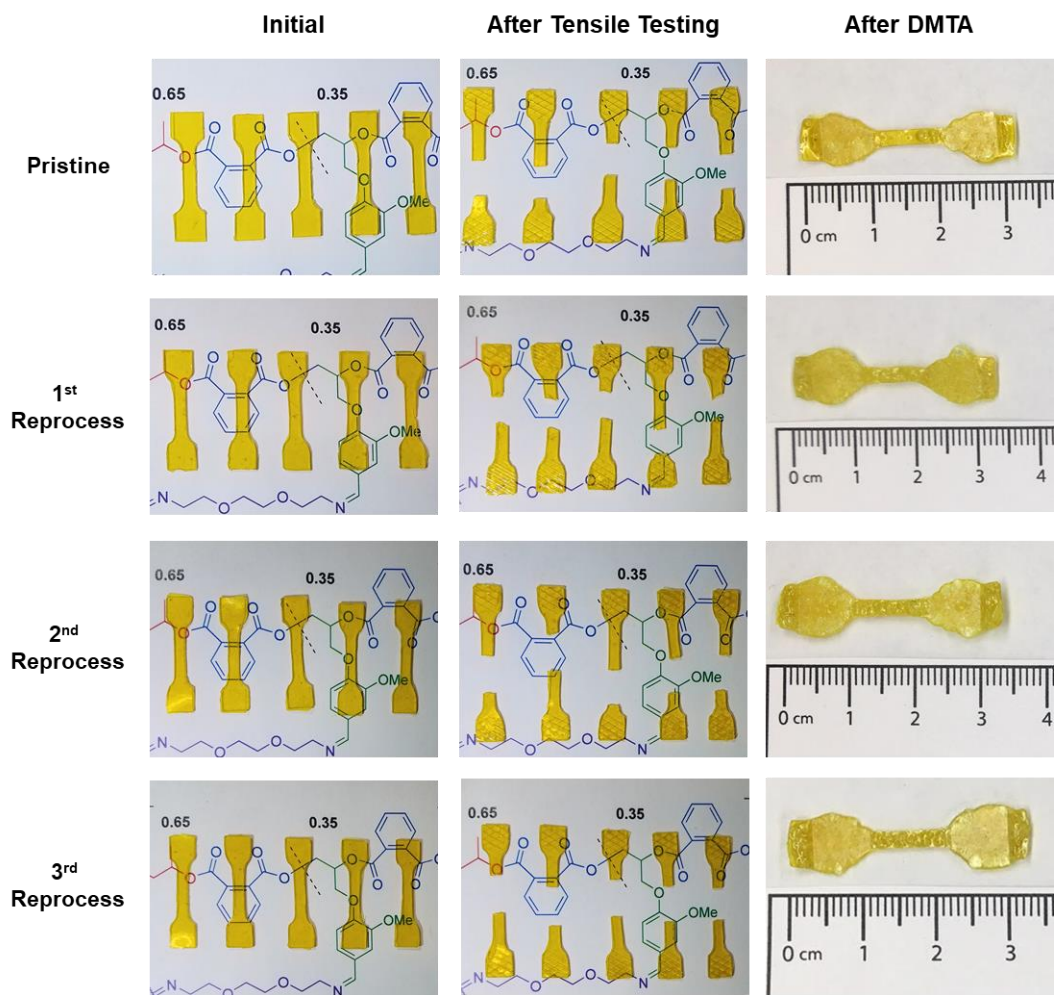 Initial
After Tensile Testing
After DMTA
Pristine
0.65 0.35
O O
O O O O
O
OMe
0.65 0.35
O O O
O O O O
O
OMe
N O O N
0 cm 1 2 3
1st
Reprocess
0.65 0.35
O O O
O O O O
O
OMe
N O O N
0.65 0.35
O O O
O O O O
O
OMe
O O N
0 cm 1 2 3 4
2nd
Reprocess
0.65 0.35
O O O
O O O O
O
OMe
N O O N
0.65 0.35
O O O
O O O O
O
OMe
N O O N
0 cm 1 2 3 4
3rd
Reprocess
0.65 0.35
O O O
O O O O
O
OMe
N O O N
0.65 0.35
O O O
O O O O
O
OMe
N O O N
0 cm 1 2 3